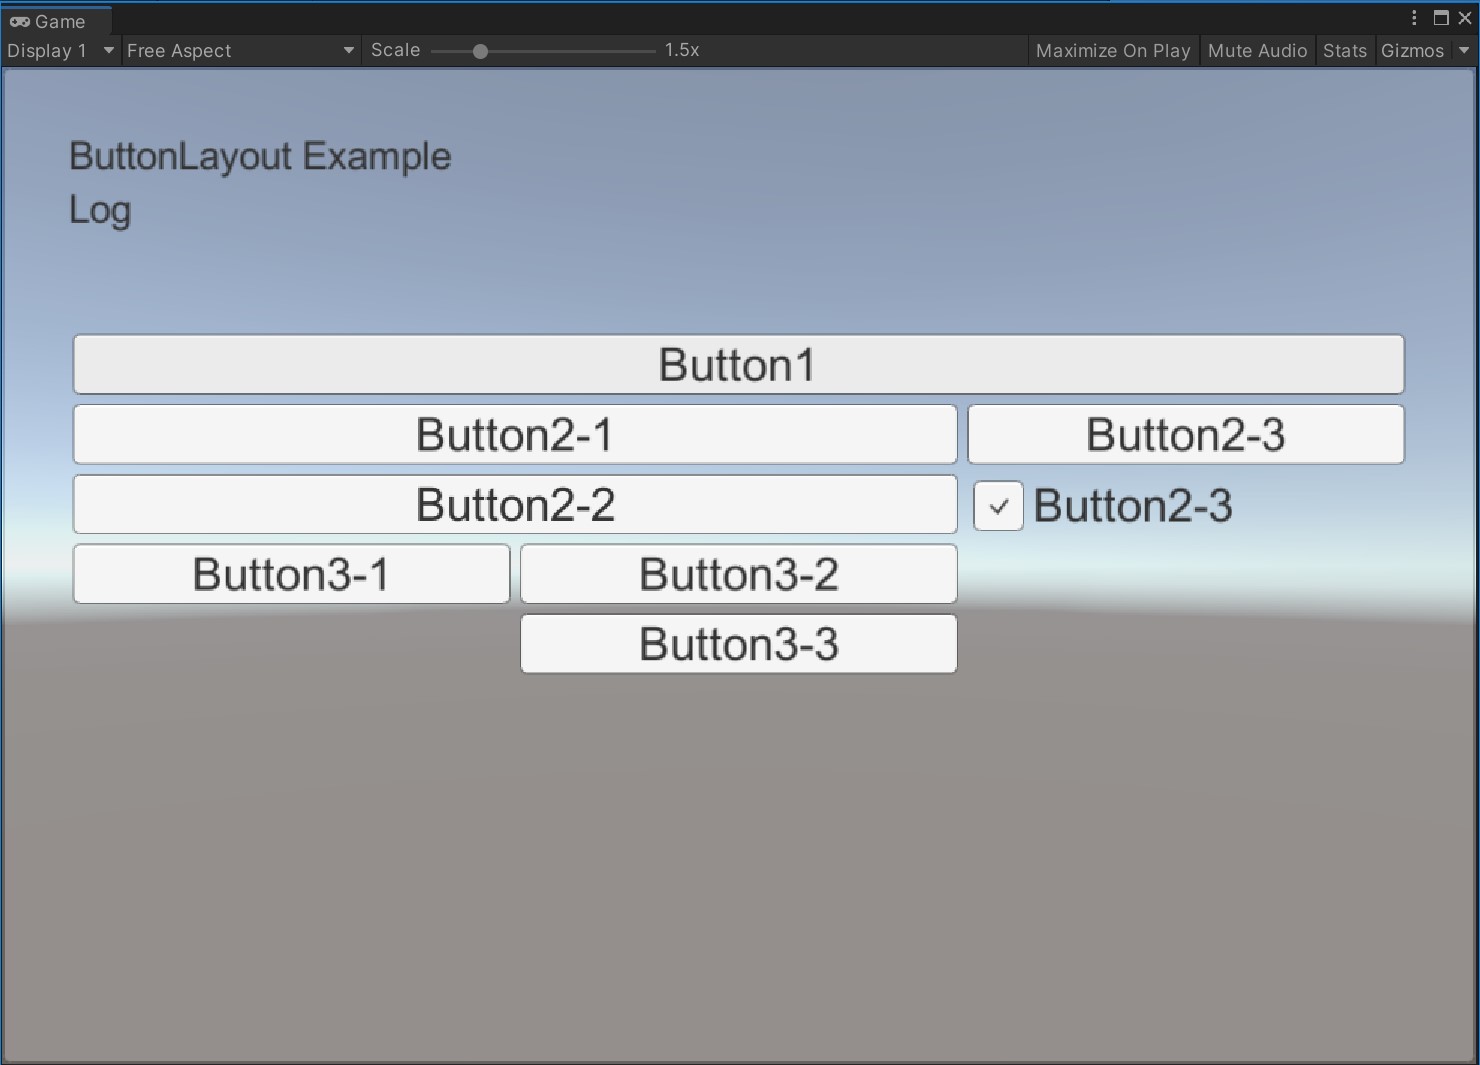 Game
Display 1 Free Aspect Scale 1.5x Maximize On Play Mute Audio Stats Gizmos
ButtonLayout Example
Log
Button1
Button2-1 Button2-3
Button2-2 Button2-3
Button3-1 Button3-2
Button3-3